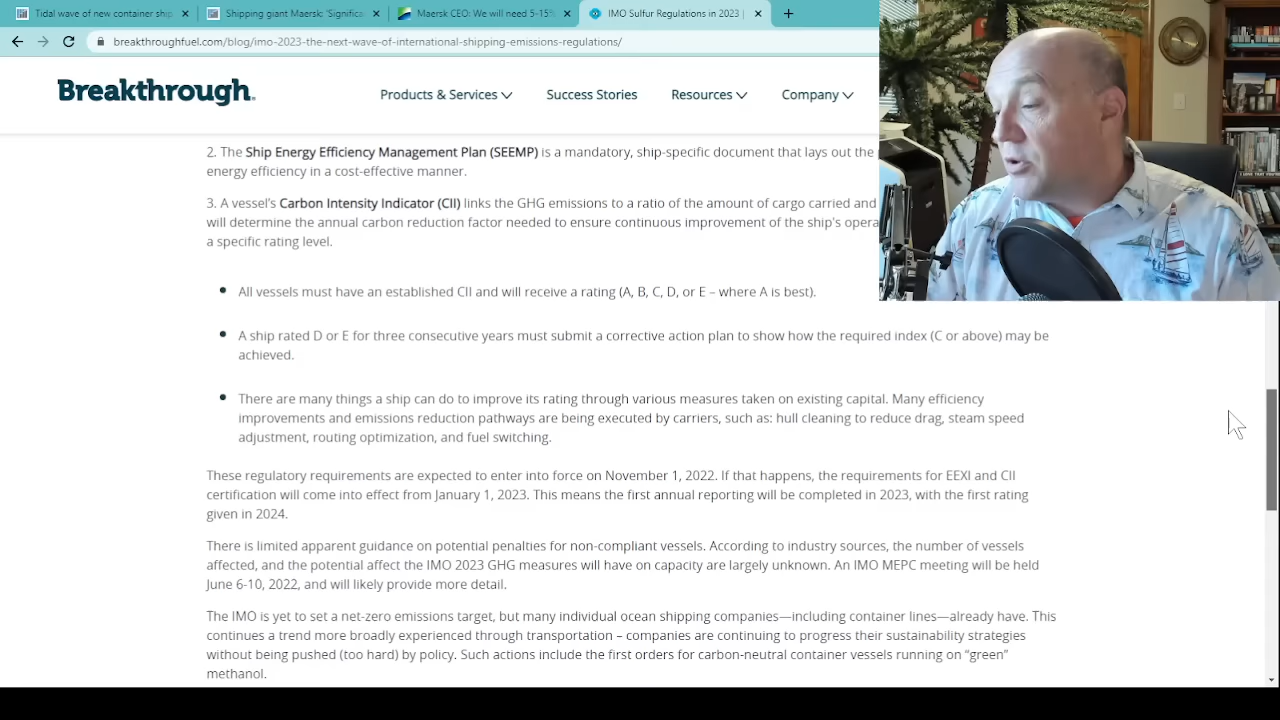 Tidal wave of new container ship
Shipping giant Maersk: 'Significa
Maersk CEO: We will need 5-15%
IMO Sulfur Regulations in 2023 |
breakthroughfuel.com/blog/imo-2023-the-next-wave-of-international-shipping-emissions-regulations/
Breakthrough
Products & Services
Success Stories
Resources
Company
2. The Ship Energy Efficiency Management Plan (SEEMP) is a mandatory, ship-specific document that lays out the
energy efficiency in a cost-effective manner.
3. A vessel's Carbon Intensity Indicator (CII) links the GHG emissions to a ratio of the amount of cargo carried and
will determine the annual carbon reduction factor needed to ensure continuous improvement of the ship's opera
a specific rating level.
All vessels must have an established CII and will receive a rating (A, B, C, D, or E – where A is best).
A ship rated D or E for three consecutive years must submit a corrective action plan to show how the required index (C or above) may be
achieved.
There are many things a ship can do to improve its rating through various measures taken on existing capital. Many efficiency
improvements and emissions reduction pathways are being executed by carriers, such as: hull cleaning to reduce drag, steam speed
adjustment, routing optimization, and fuel switching.
These regulatory requirements are expected to enter into force on November 1, 2022. If that happens, the requirements for EEXI and CII
certification will come into effect from January 1, 2023. This means the first annual reporting will be completed in 2023, with the first rating
given in 2024.
There is limited apparent guidance on potential penalties for non-compliant vessels. According to industry sources, the number of vessels
affected, and the potential affect the IMO 2023 GHG measures will have on capacity are largely unknown. An IMO MEPC meeting will be held
June 6-10, 2022, and will likely provide more detail.
The IMO is yet to set a net-zero emissions target, but many individual ocean shipping companies—including container lines—already have. This
continues a trend more broadly experienced through transportation – companies are continuing to progress their sustainability strategies
without being pushed (too hard) by policy. Such actions include the first orders for carbon-neutral container vessels running on “green”
methanol.